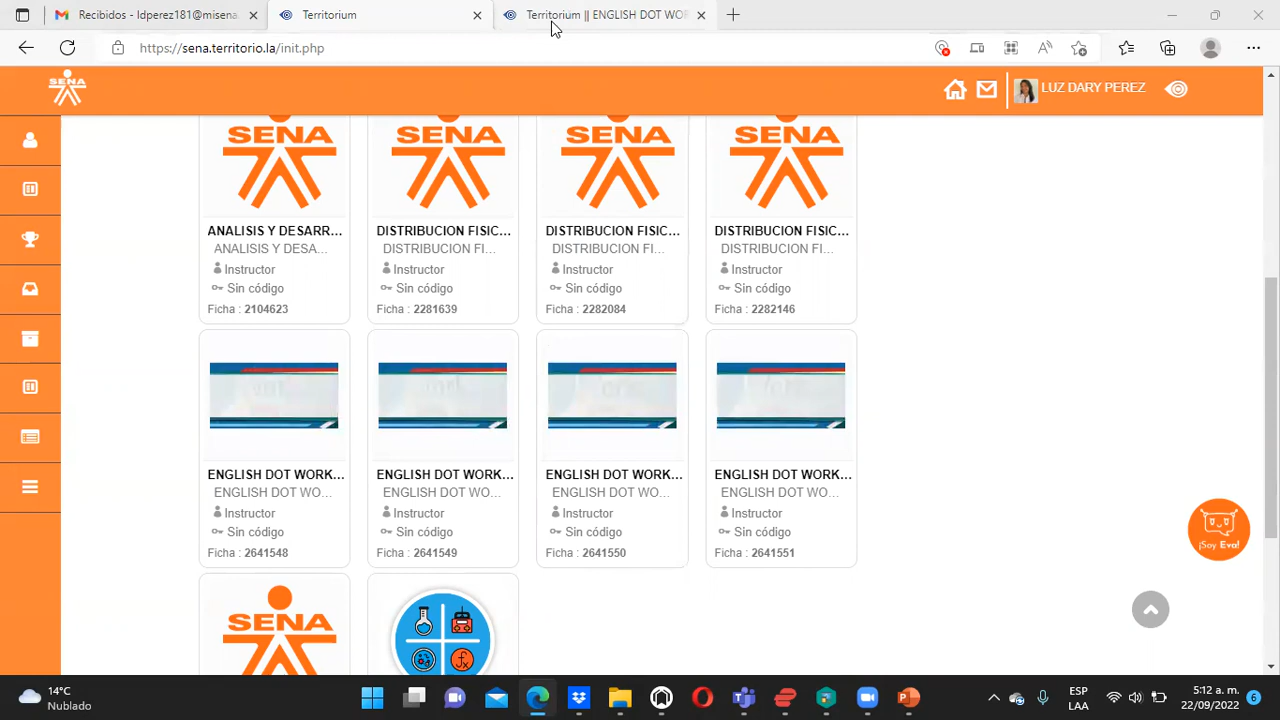 Recibidos - ldperez181@misena
Territorium
Territorium || ENGLISH DOT WOR
https://sena.territorio.la/init.php
SENA
LUZ DARY PEREZ
SENA SENA SENA SENA
ANALISIS Y DESARR... DISTRIBUCION FISIC... DISTRIBUCION FISIC... DISTRIBUCION FISIC...
ANALISIS Y DESA... DISTRIBUCION FI... DISTRIBUCION FI... DISTRIBUCION FI...
Instructor Instructor Instructor Instructor
Sin código Sin código Sin código Sin código
Ficha : 2104623 Ficha : 2281639 Ficha : 2282084 Ficha : 2282146
ENGLISH DOT WORK... ENGLISH DOT WORK... ENGLISH DOT WORK... ENGLISH DOT WORK...
ENGLISH DOT WO... ENGLISH DOT WO... ENGLISH DOT WO... ENGLISH DOT WO...
Instructor Instructor Instructor Instructor
Sin código Sin código Sin código Sin código
Ficha : 2641548 Ficha : 2641549 Ficha : 2641550 Ficha : 2641551
¡Soy Eva!
SENA
fx
14°C
Nublado
ESP
LAA
5:12 a. m.
22/09/2022
6